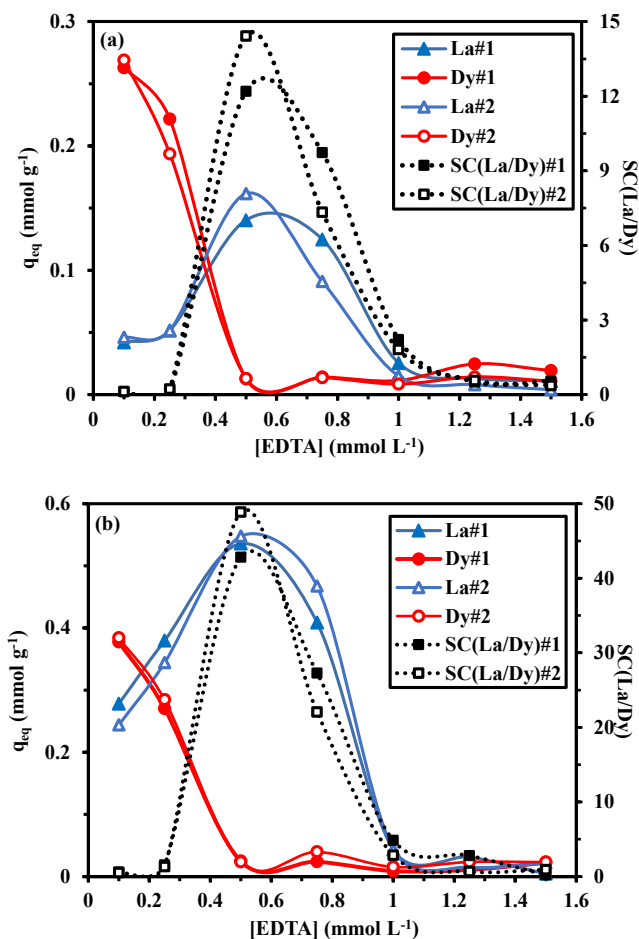 (a)
0.3
0.2
0.1
0
q_eq (mmol g⁻¹)
15
12
9
6
3
0
SC(La/Dy)
La#1
Dy#1
La#2
Dy#2
SC(La/Dy)#1
SC(La/Dy)#2
0 0.2 0.4 0.6 0.8 1 1.2 1.4 1.6
[EDTA] (mmol L⁻¹)
(b)
0.6
0.4
0.2
0
q_eq (mmol g⁻¹)
50
40
30
20
10
0
SC(La/Dy)
La#1
Dy#1
La#2
Dy#2
SC(La/Dy)#1
SC(La/Dy)#2
0 0.2 0.4 0.6 0.8 1 1.2 1.4 1.6
[EDTA] (mmol L⁻¹)